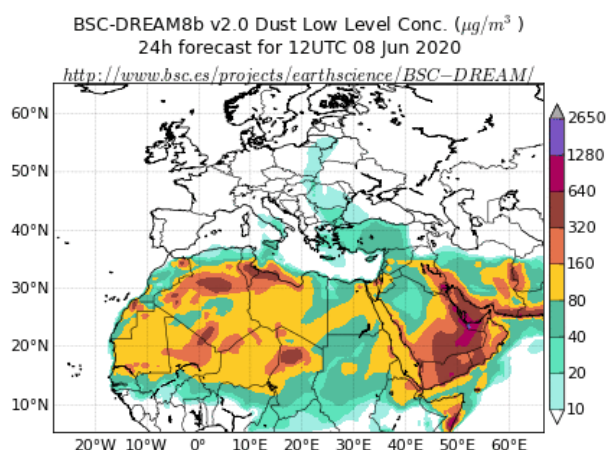 BSC-DREAM8b v2.0 Dust Low Level Conc. (μg/m³ )
24h forecast for 12UTC 08 Jun 2020
http://www.bsc.es/projects/earthscience/BSC−DREAM/
60°N
50°N
40°N
30°N
20°N
10°N
20°W 10°W 0° 10°E 20°E 30°E 40°E 50°E 60°E
2650
1280
640
320
160
80
40
20
10